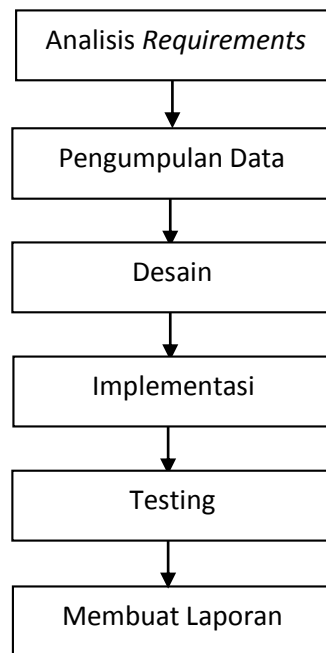 Analisis Requirements
Pengumpulan Data
Desain
Implementasi
Testing
Membuat Laporan